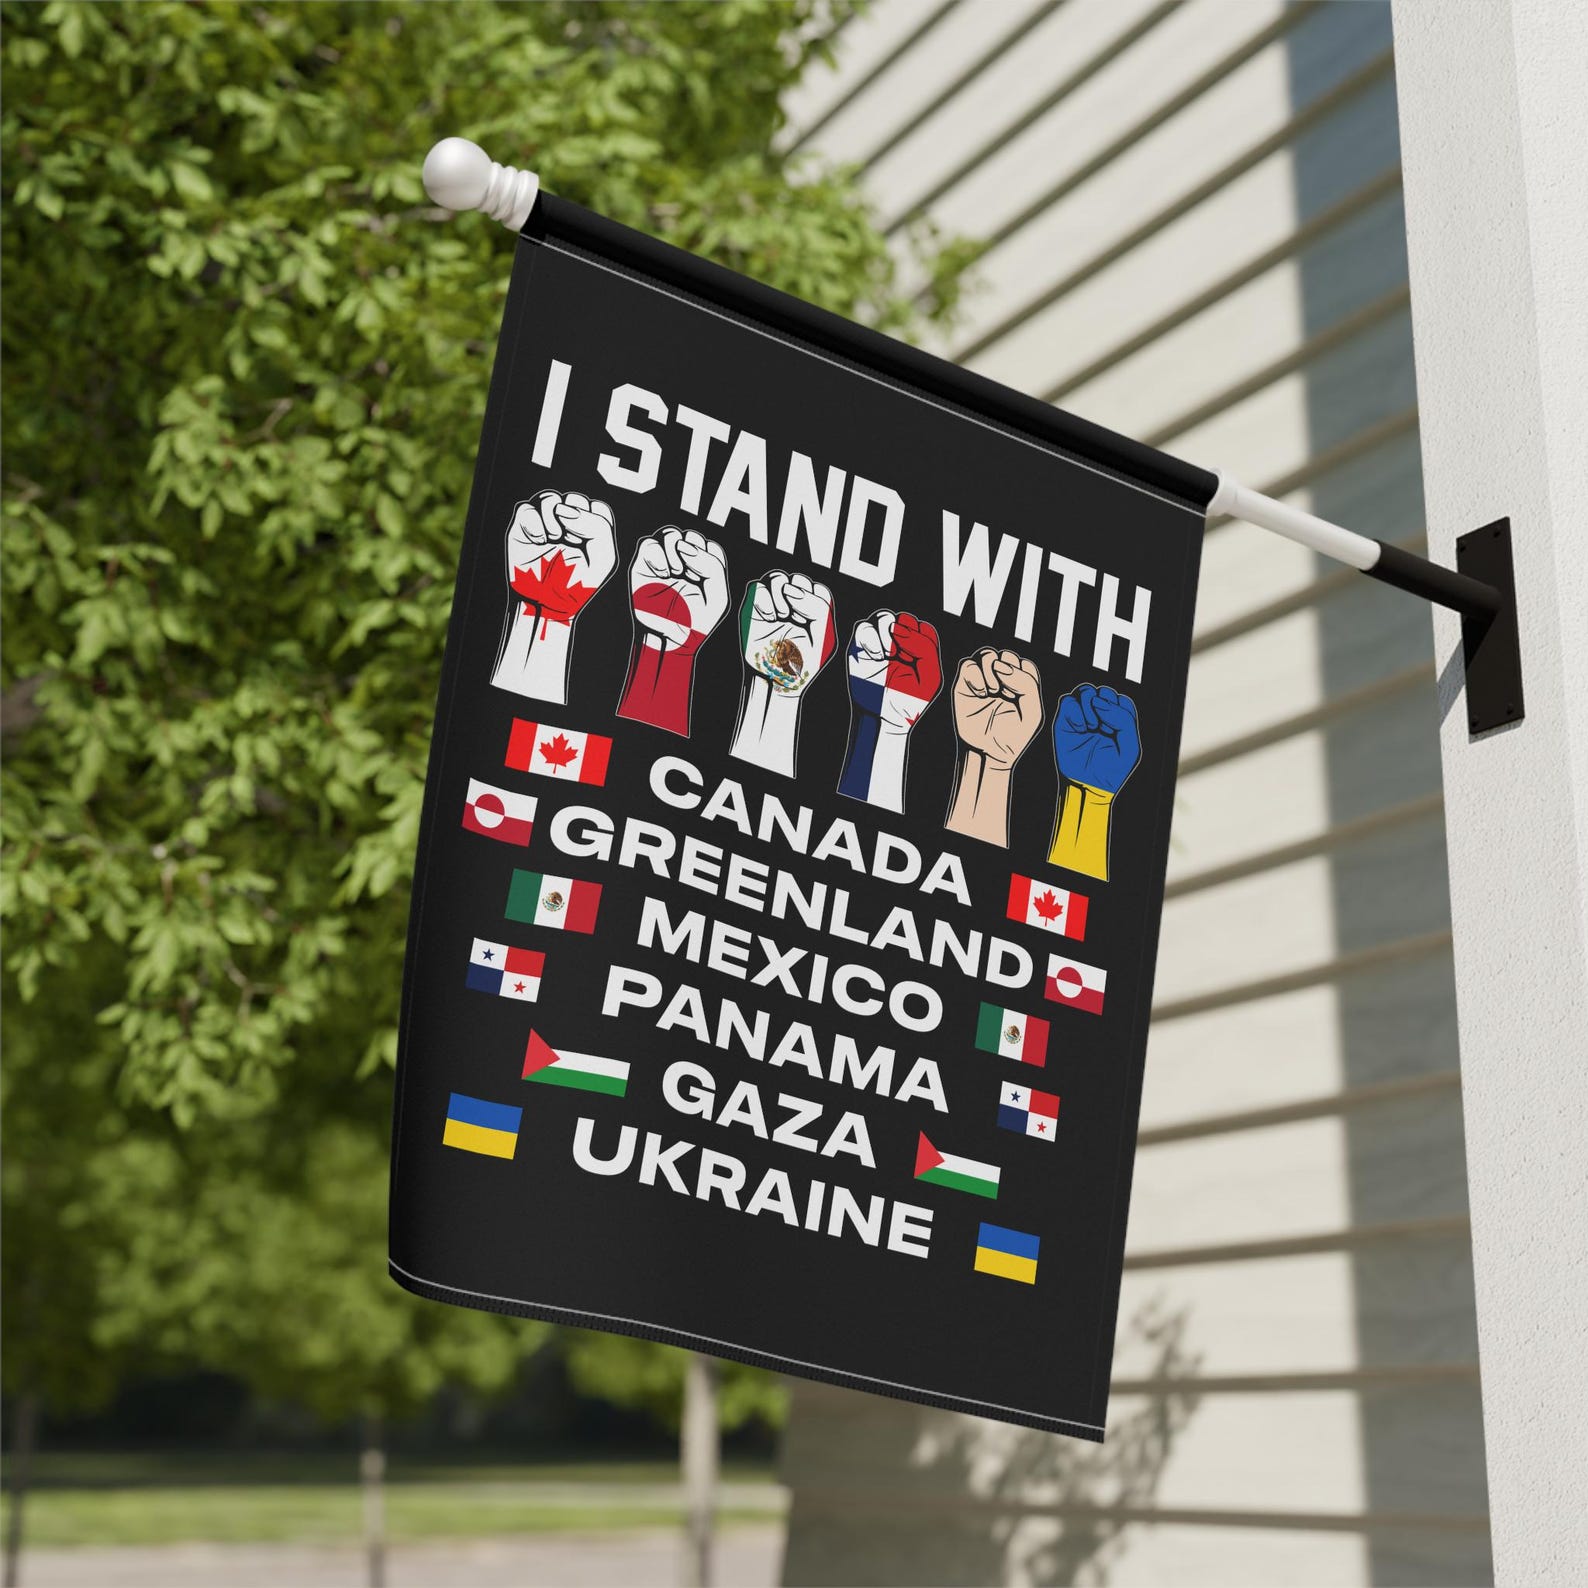 I STAND WITH
CANADA
GREENLAND
MEXICO
PANAMA
GAZA
UKRAINE